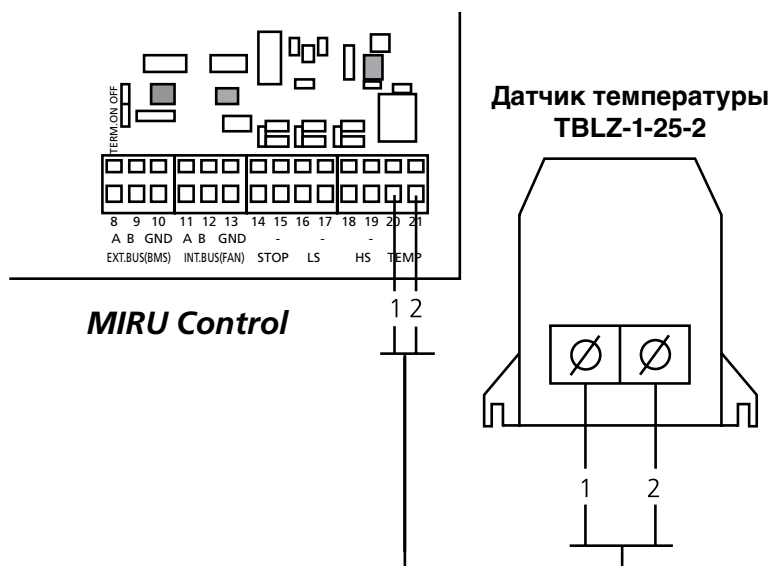 Датчик температуры
TBLZ-1-25-2
TERM.ON OFF
8 9 10 11 12 13 14 15 16 17 18 19 20 21
A B GND A B GND - - -
EXT.BUS(BMS) INT.BUS(FAN) STOP LS HS TEMP
MIRU Control
1 2
1 2